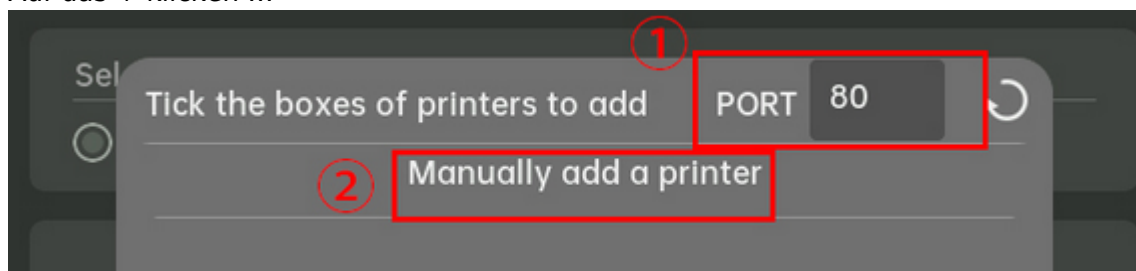 Sel
①
Tick the boxes of printers to add PORT 80
② Manually add a printer